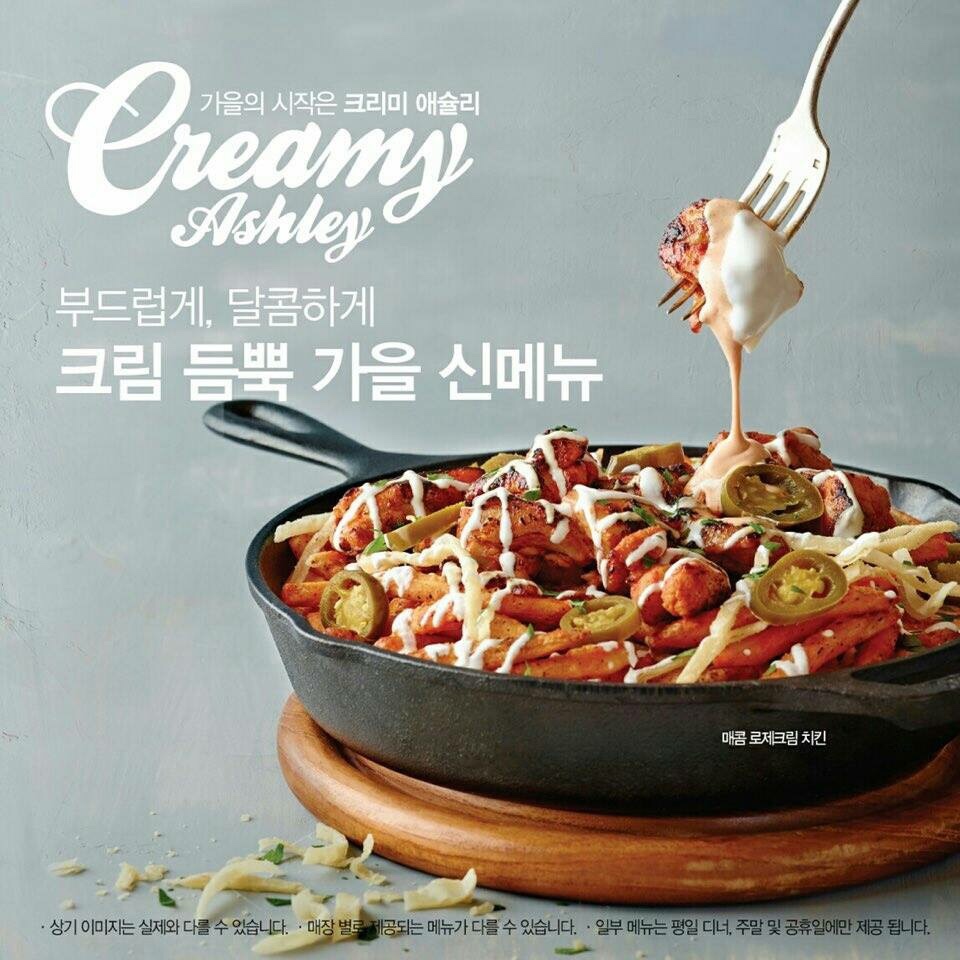 가을의 시작은 크리미 애슐리
Creamy
Ashley
부드럽게, 달콤하게
크림 듬뿍 가을 신메뉴
매콤 로제크림 치킨
· 상기 이미지는 실제와 다를 수 있습니다. · 매장 별로 제공되는 메뉴가 다를 수 있습니다. · 일부 메뉴는 평일 디너, 주말 및 공휴일에만 제공 됩니다.